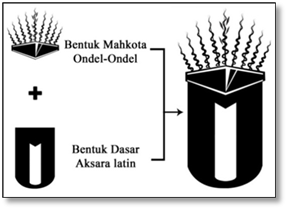 Bentuk Mahkota
Ondel-Ondel
Bentuk Dasar
Aksara latin